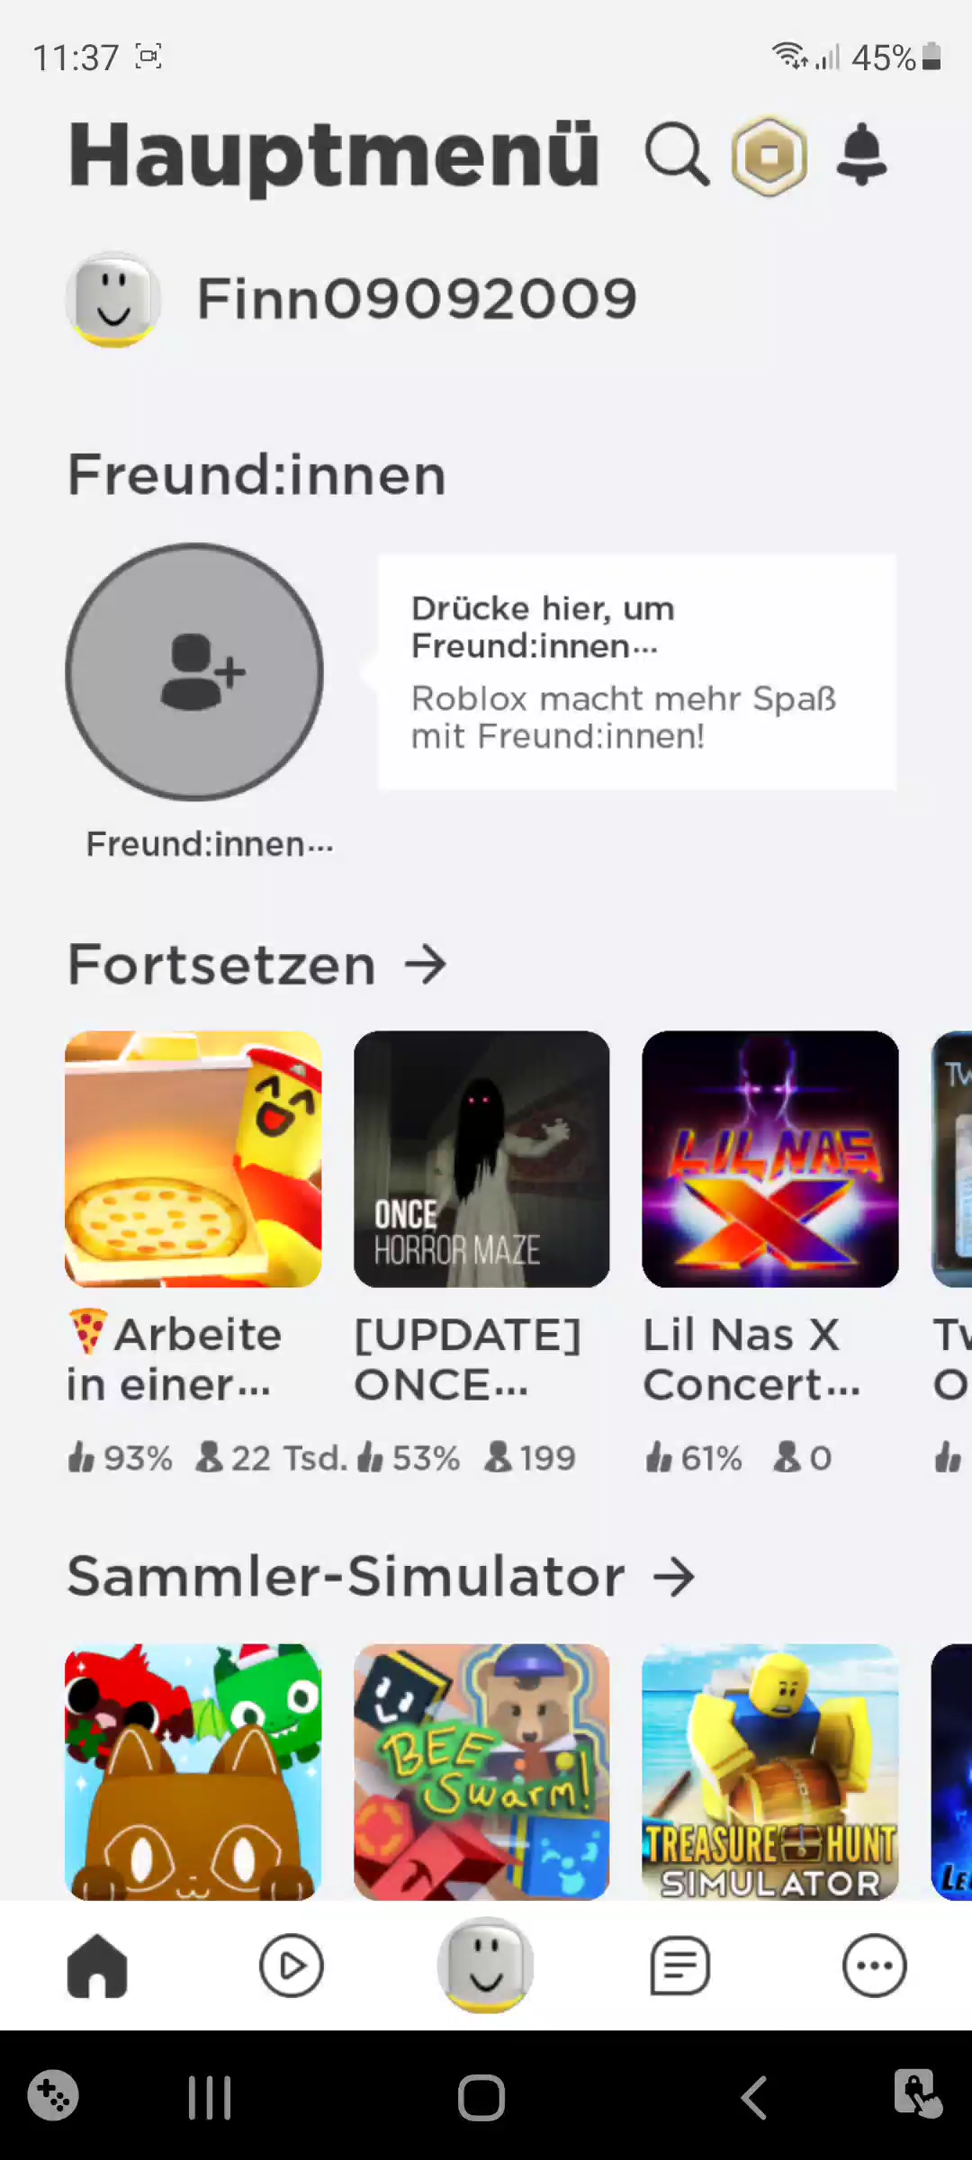 11:37
45%
Hauptmenü
Finn09092009
Freund:innen
Drücke hier, um
Freund:innen...
Roblox macht mehr Spaß
mit Freund:innen!
Freund:innen...
Fortsetzen →
ONCE
HORROR MAZE
LIL NAS
X
Arbeite
in einer...
[UPDATE]
ONCE...
Lil Nas X
Concert...
93% 22 Tsd.
53% 199
61% 0
Sammler-Simulator →
BEE
Swarm!
TREASURE HUNT
SIMULATOR